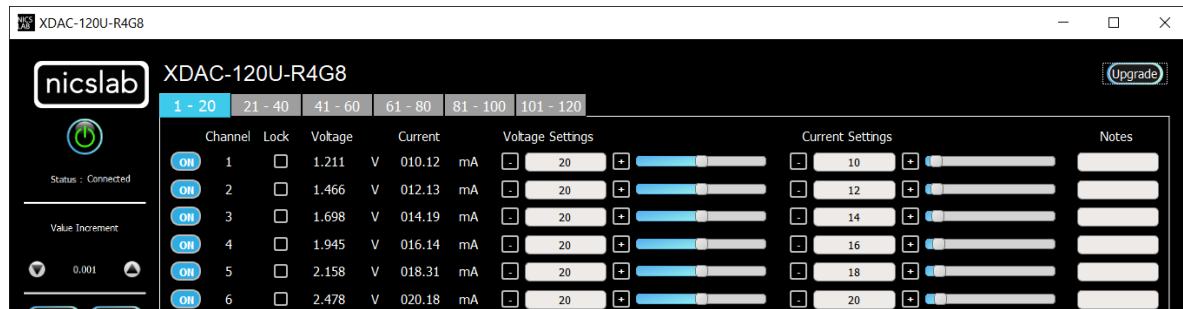 NICS LAB XDAC-120U-R4G8
nicslab XDAC-120U-R4G8 Upgrade
1 - 20 21 - 40 41 - 60 61 - 80 81 - 100 101 - 120
Channel Lock Voltage Current Voltage Settings Current Settings Notes
ON 1 1.211 V 010.12 mA - 20 + - 10 +
Status : Connected
ON 2 1.466 V 012.13 mA - 20 + - 12 +
ON 3 1.698 V 014.19 mA - 20 + - 14 +
Value Increment
ON 4 1.945 V 016.14 mA - 20 + - 16 +
0.001 ON 5 2.158 V 018.31 mA - 20 + - 18 +
ON 6 2.478 V 020.18 mA - 20 + - 20 +